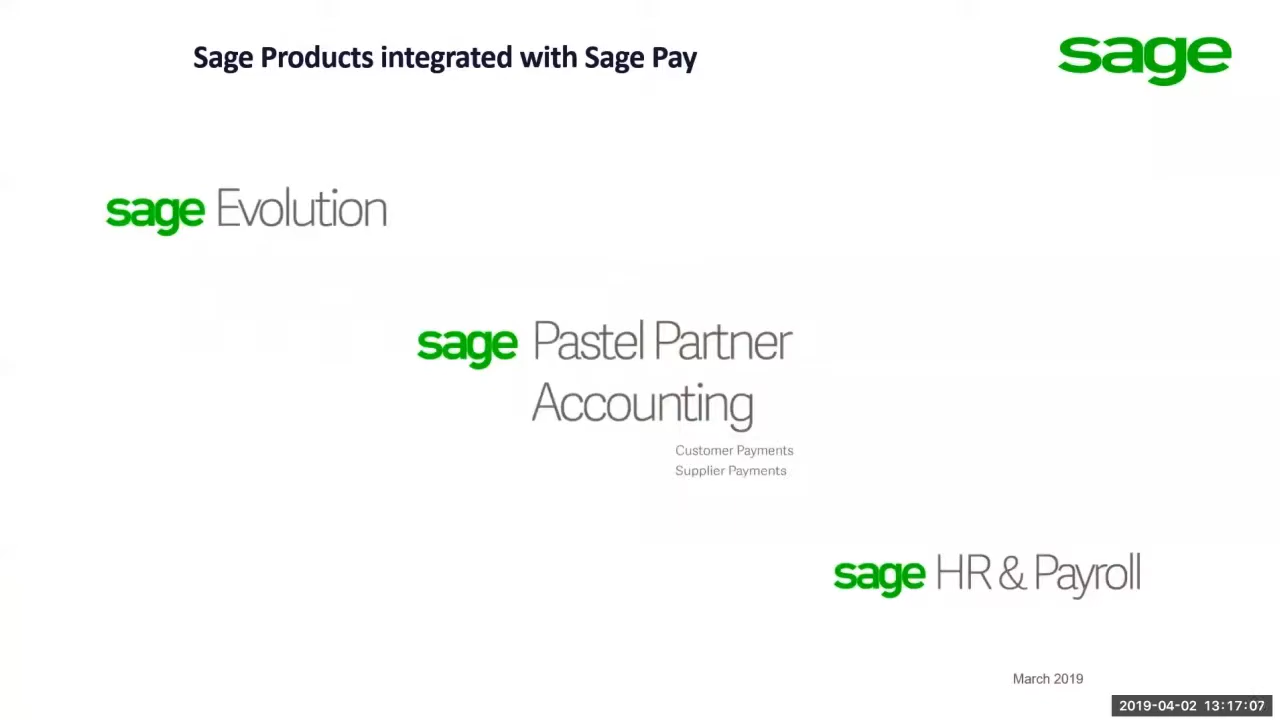 Sage Products integrated with Sage Pay
sage
sage Evolution
sage Pastel Partner
Accounting
Customer Payments
Supplier Payments
sage HR & Payroll
March 2019
2019-04-02 13:17:07